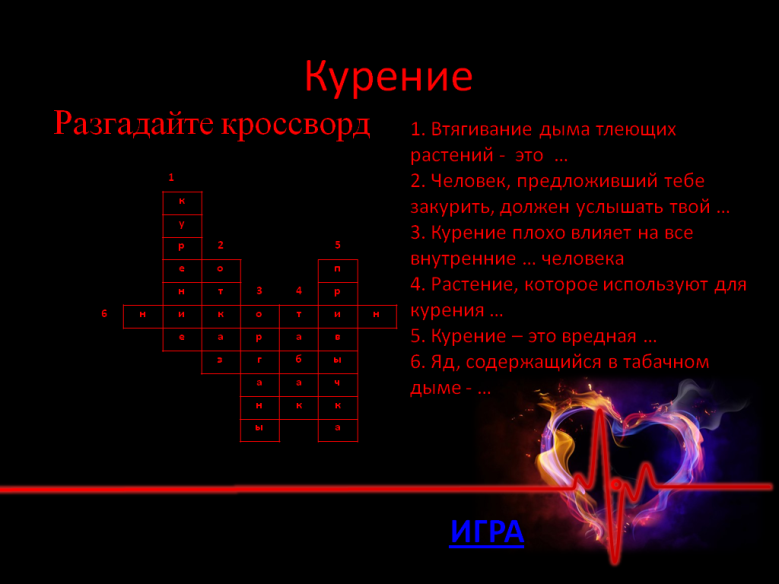 Курение
Разгадайте кроссворд
1. Втягивание дыма тлеющих
растений - это ...
2. Человек, предложивший тебе
закурить, должен услышать твой ...
3. Курение плохо влияет на все
внутренние ... человека
4. Растение, которое используют для
курения ...
5. Курение – это вредная ...
6. Яд, содержащийся в табачном
дыме - ...
1
к
у
р 2 5
е о п
н т 3 4 р
6 н и к о т и н
е а р а в
з г б ы
а а ч
н к к
ы а
ИГРА